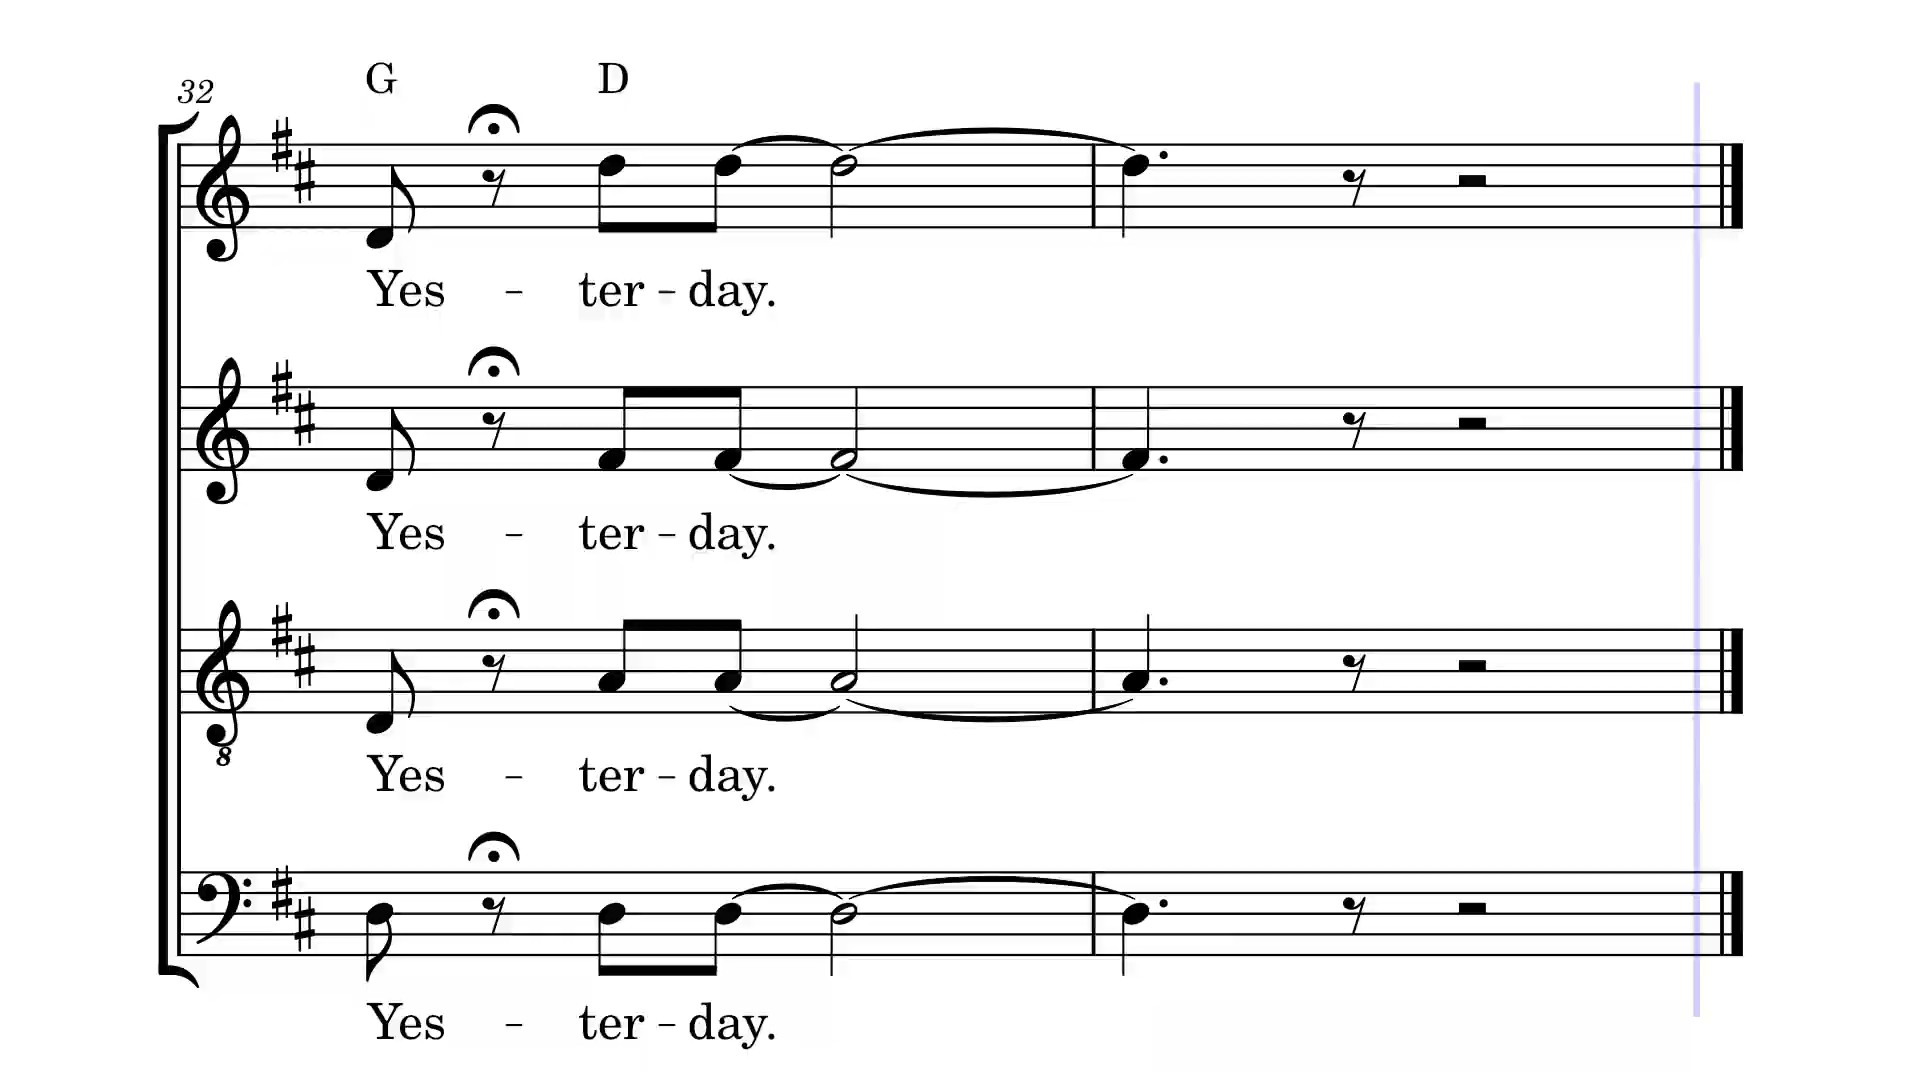 G D
32
Yes - ter - day.
Yes - ter - day.
8
Yes - ter - day.
Yes - ter - day.